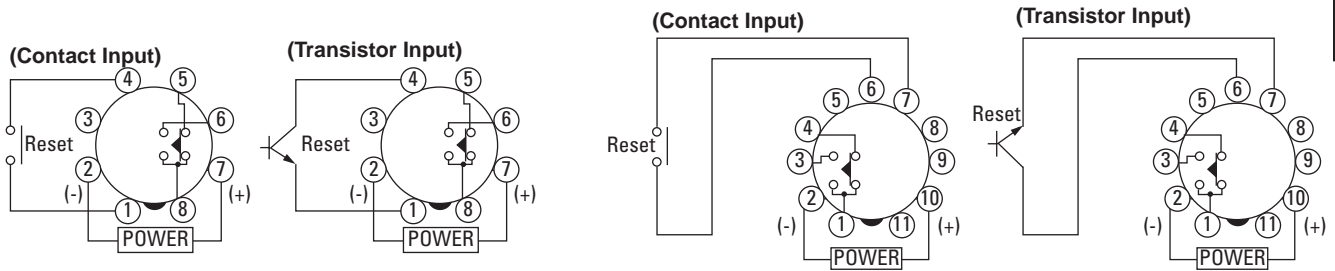 (Contact Input)
4 5
3 6
Reset
2 7
(-) (+)
1 8
POWER
(Transistor Input)
4 5
3 6
Reset
2 7
(-) (+)
1 8
POWER
(Contact Input)
6
5 7
4 8
Reset
3 9
2 10
(-) 1 11 (+)
POWER
(Transistor Input)
6
5 7
Reset
4 8
3 9
2 10
(-) 1 11 (+)
POWER